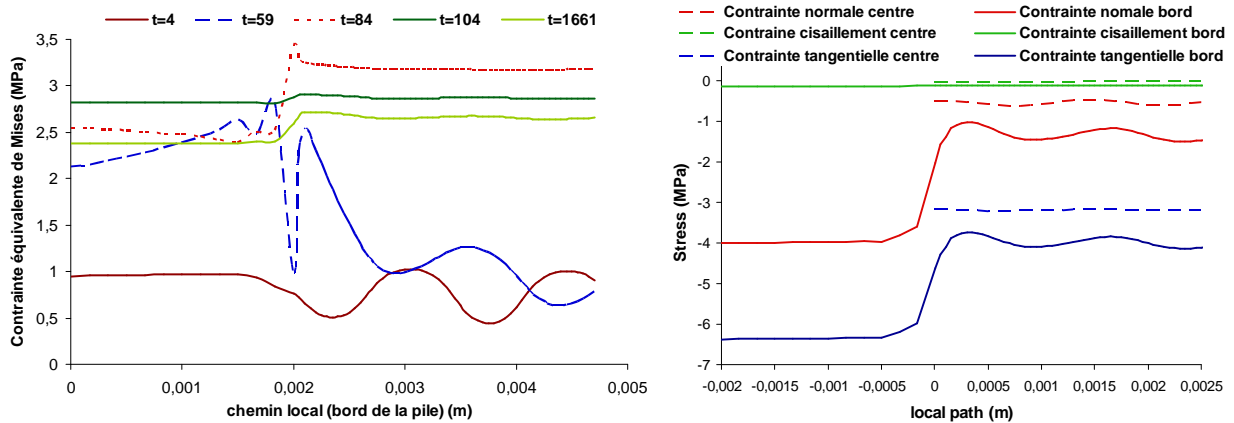 t=4 t=59 t=84 t=104 t=1661
Contrainte équivalente de Mises (MPa)
3,5
3
2,5
2
1,5
1
0,5
0
0 0,001 0,002 0,003 0,004 0,005
chemin local (bord de la pile) (m)
Contrainte normale centre Contrainte nomale bord
Contraine cisaillement centre Contrainte cisaillement bord
Contrainte tangentielle centre Contrainte tangentielle bord
Stress (MPa)
0
-1
-2
-3
-4
-5
-6
-7
-0,002 -0,0015 -0,001 -0,0005 0 0,0005 0,001 0,0015 0,002 0,0025
local path (m)